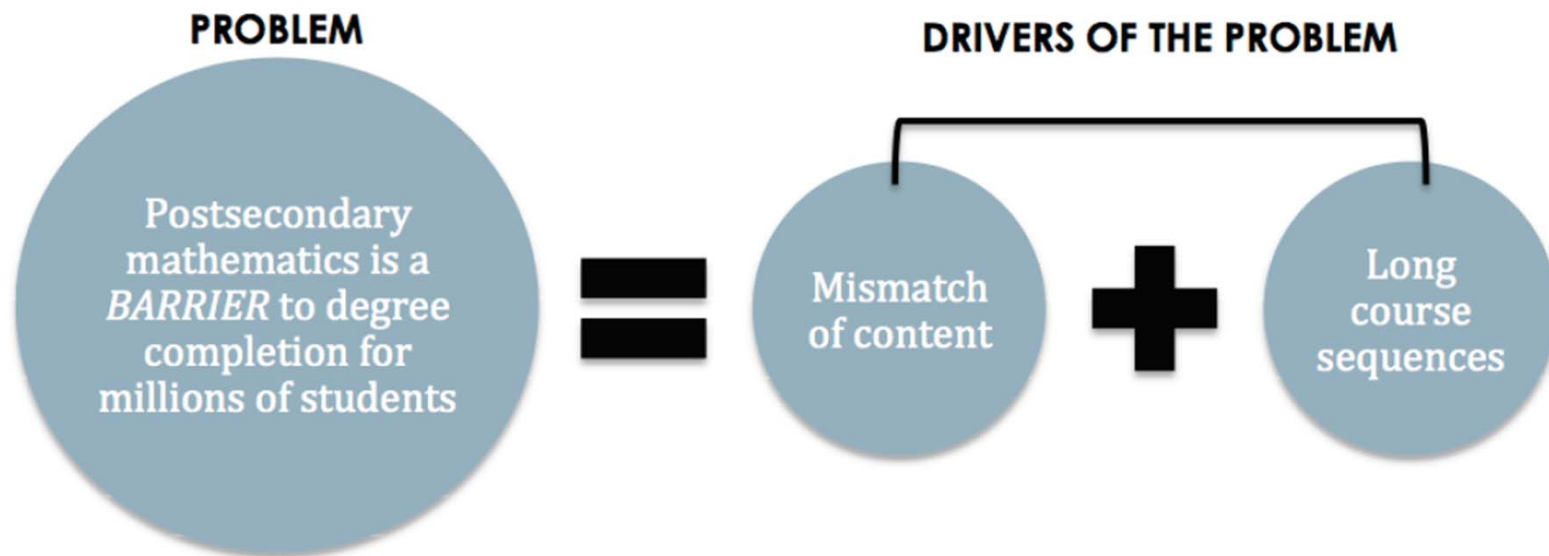 PROBLEM
Postsecondary
mathematics is a
BARRIER to degree
completion for
millions of students
DRIVERS OF THE PROBLEM
Mismatch
of content
Long
course
sequences